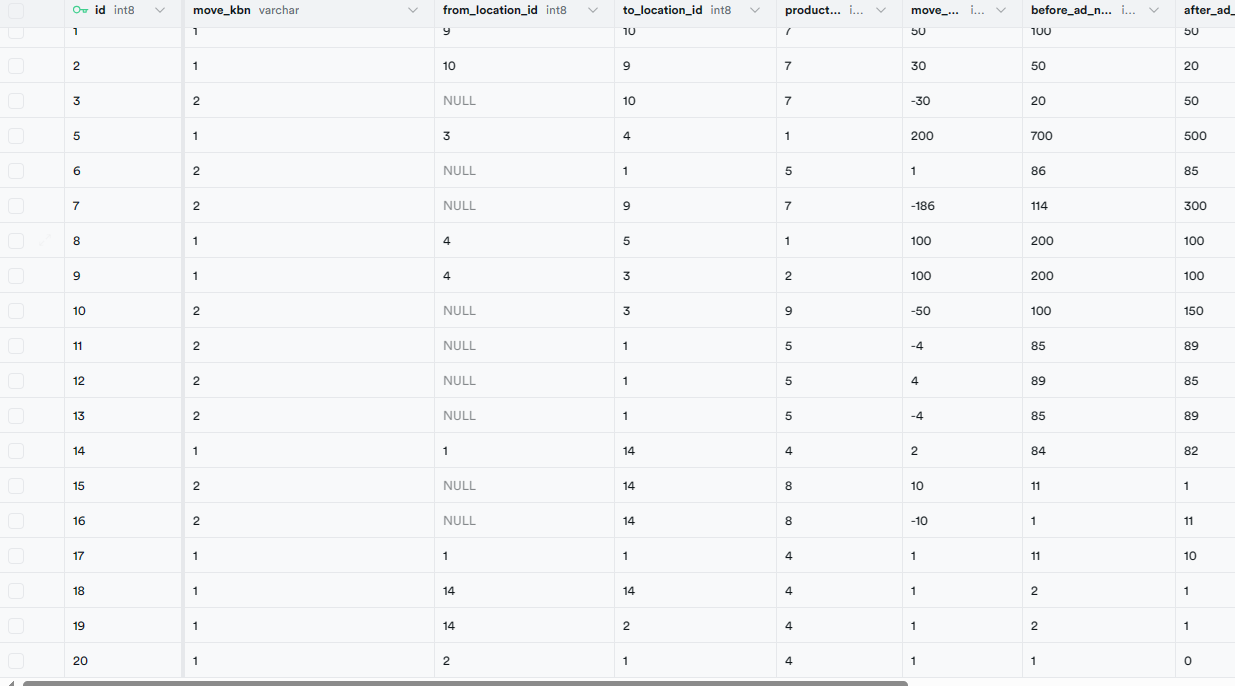 id int8 move_kbn varchar from_location_id int8 to_location_id int8 product... i... move_... i... before_ad_n... i... after_ad_
1 1 9 10 7 50 100 50
2 1 10 9 7 30 50 20
3 2 NULL 10 7 -30 20 50
5 1 3 4 1 200 700 500
6 2 NULL 1 5 1 86 85
7 2 NULL 9 7 -186 114 300
8 1 4 5 1 100 200 100
9 1 4 3 2 100 200 100
10 2 NULL 3 9 -50 100 150
11 2 NULL 1 5 -4 85 89
12 2 NULL 1 5 4 89 85
13 2 NULL 1 5 -4 85 89
14 1 1 14 4 2 84 82
15 2 NULL 14 8 10 11 1
16 2 NULL 14 8 -10 1 11
17 1 1 1 4 1 11 10
18 1 14 14 4 1 2 1
19 1 14 2 4 1 2 1
20 1 2 1 4 1 1 0